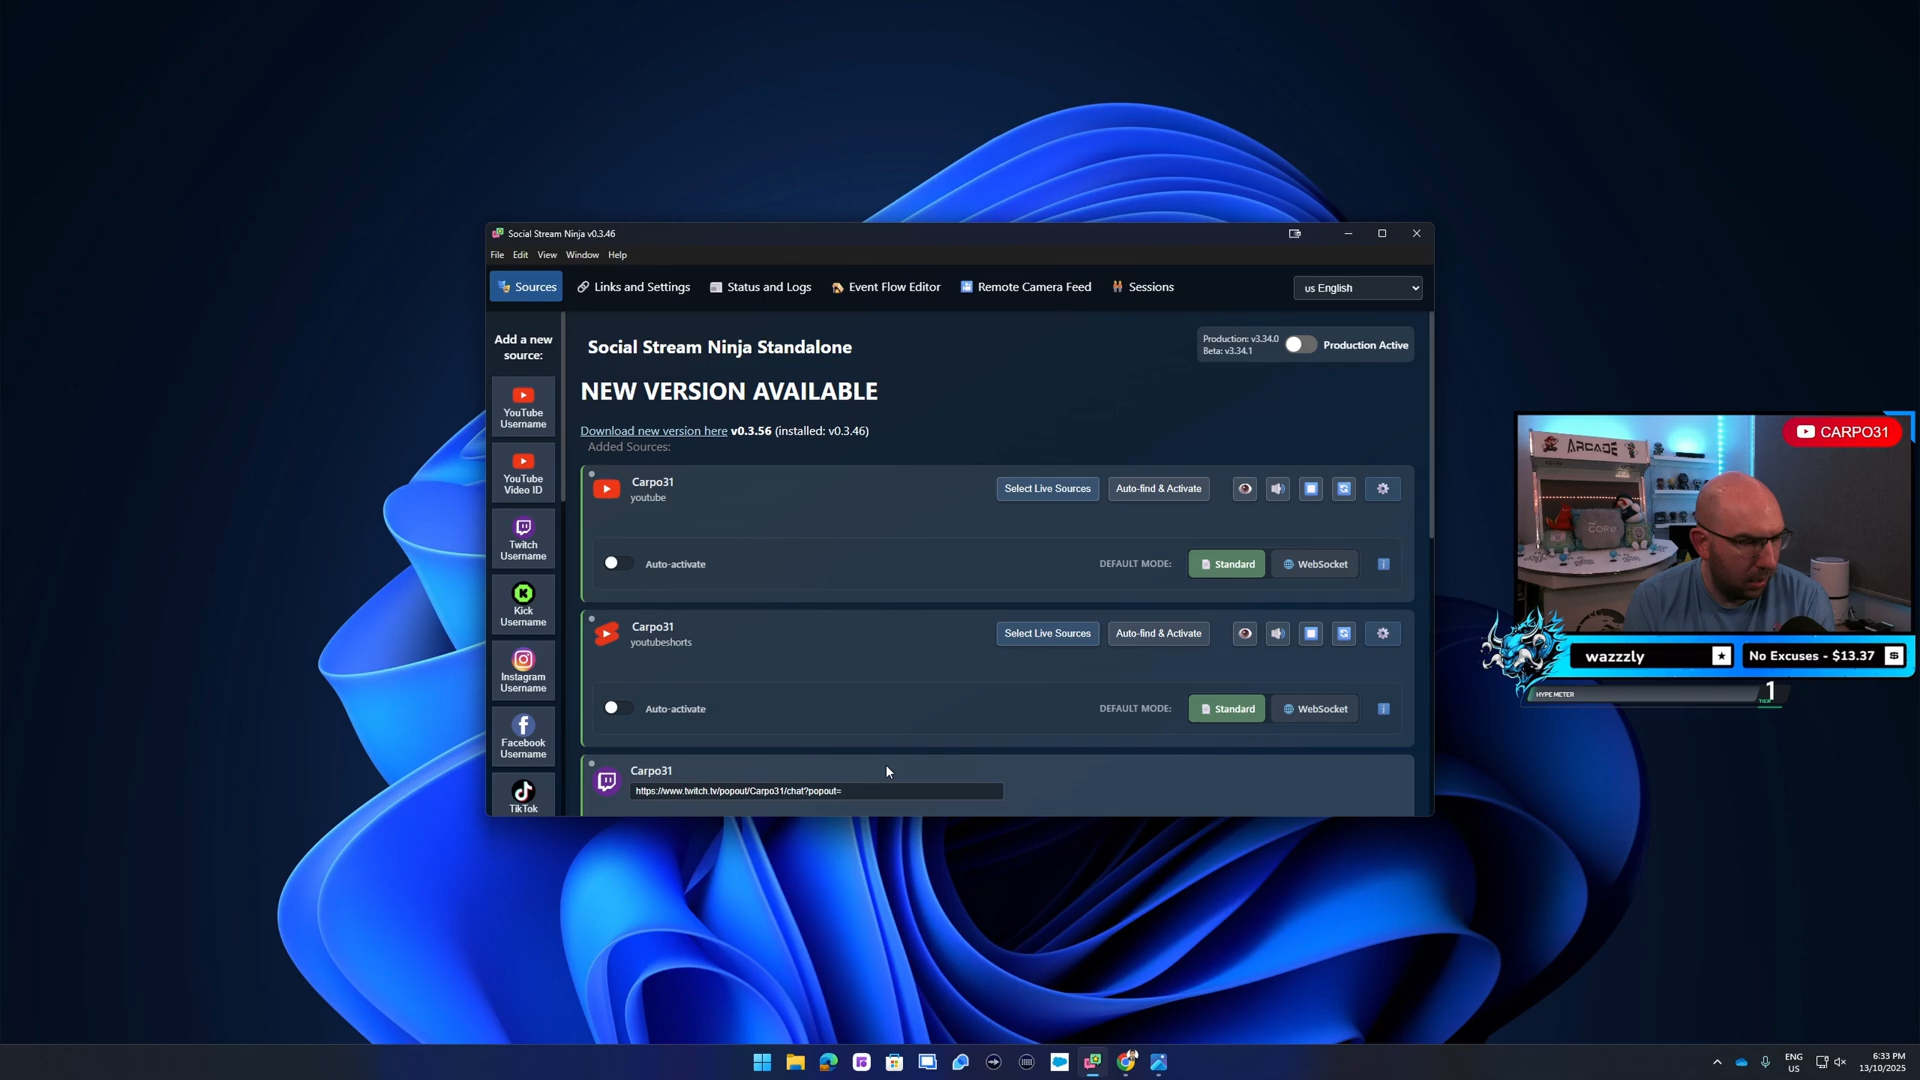 Social Stream Ninja v0.3.46
File Edit View Window Help
Sources Links and Settings Status and Logs Event Flow Editor Remote Camera Feed Sessions us English
Add a new source:
YouTube Username
YouTube Video ID
Twitch Username
Kick Username
Instagram Username
Facebook Username
TikTok
Social Stream Ninja Standalone
Production: v3.34.0
Beta: v3.34.1
Production Active
NEW VERSION AVAILABLE
Download new version here v0.3.56 (installed: v0.3.46)
Added Sources:
Carpo31
youtube
Select Live Sources Auto-find & Activate
Auto-activate DEFAULT MODE: Standard WebSocket
Carpo31
youtubeshorts
Select Live Sources Auto-find & Activate
Auto-activate DEFAULT MODE: Standard WebSocket
Carpo31
https://www.twitch.tv/popout/Carpo31/chat?popout=
CARPO31
ARCADE
CORE
wazzzly
No Excuses - $13.37
HYPE METER
1
TIER
ENG
US
6:33 PM
13/10/2025